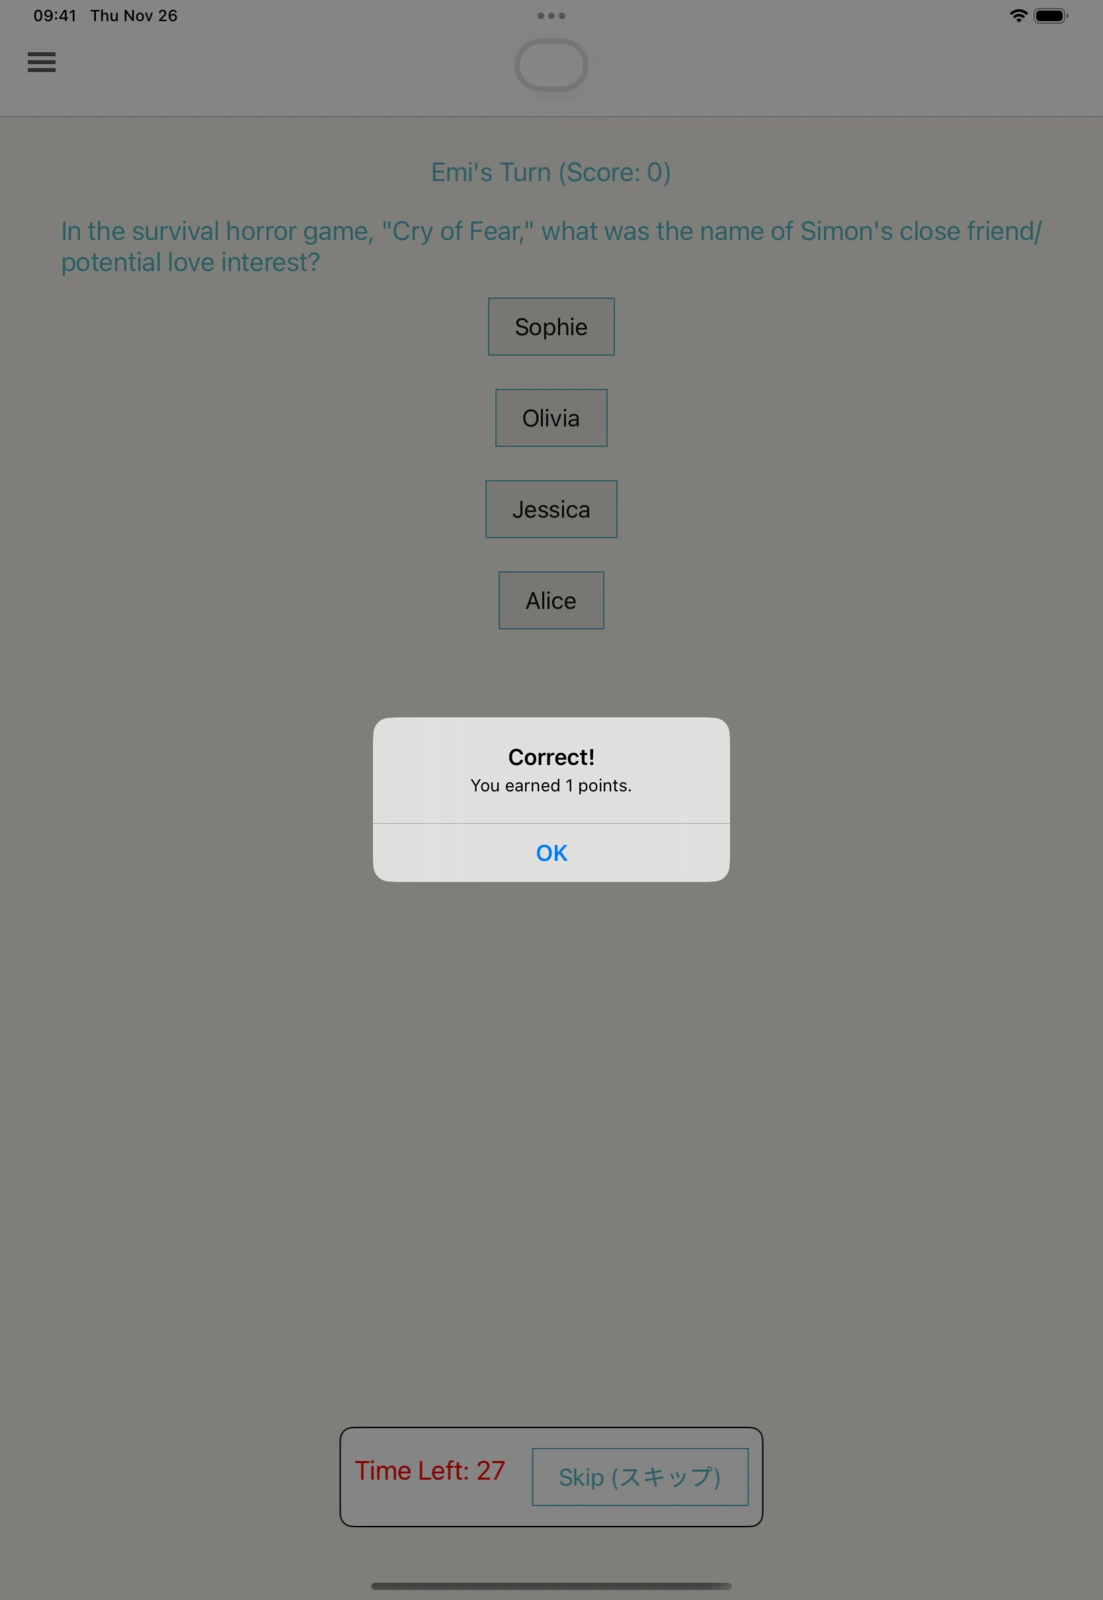 09:41 Thu Nov 26
Emi's Turn (Score: 0)
In the survival horror game, "Cry of Fear," what was the name of Simon's close friend/
potential love interest?
Sophie
Olivia
Jessica
Alice
Correct!
You earned 1 points.
OK
Time Left: 27
Skip (スキップ)